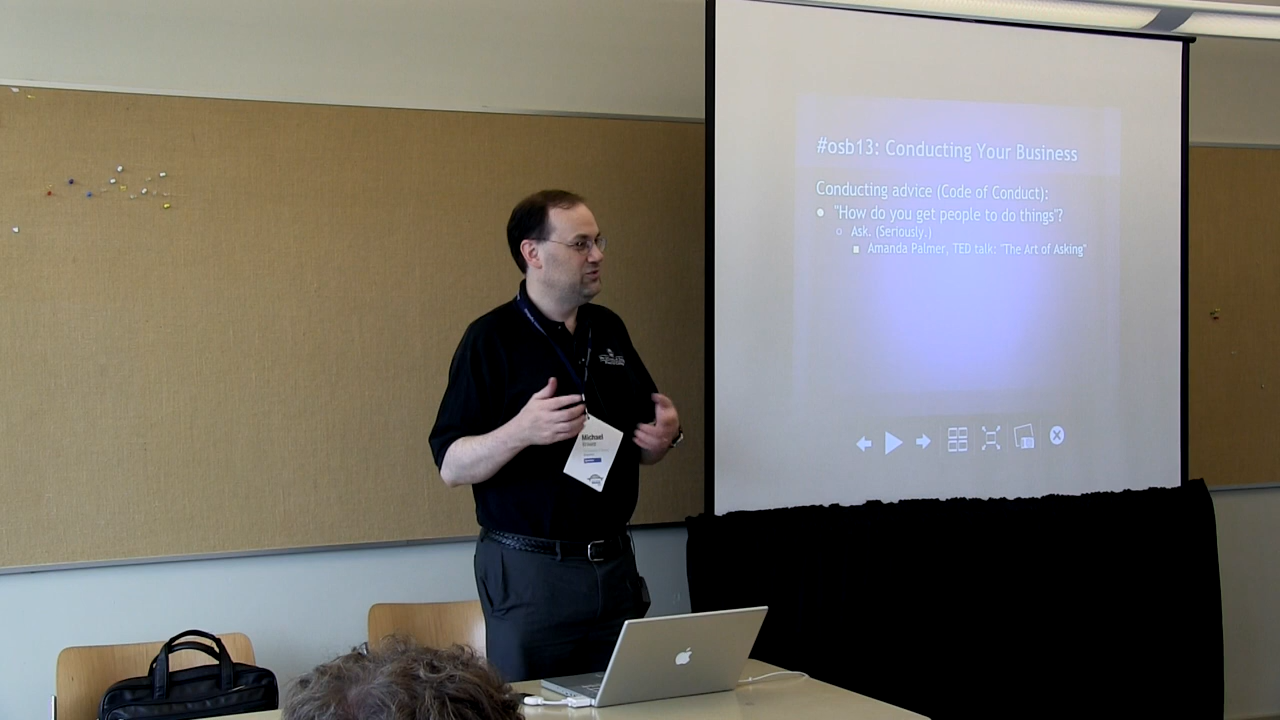 #osb13: Conducting Your Business
Conducting advice (Code of Conduct):
• "How do you get people to do things"?
○ Ask. (Seriously.)
■ Amanda Palmer, TED talk: "The Art of Asking"
Michael